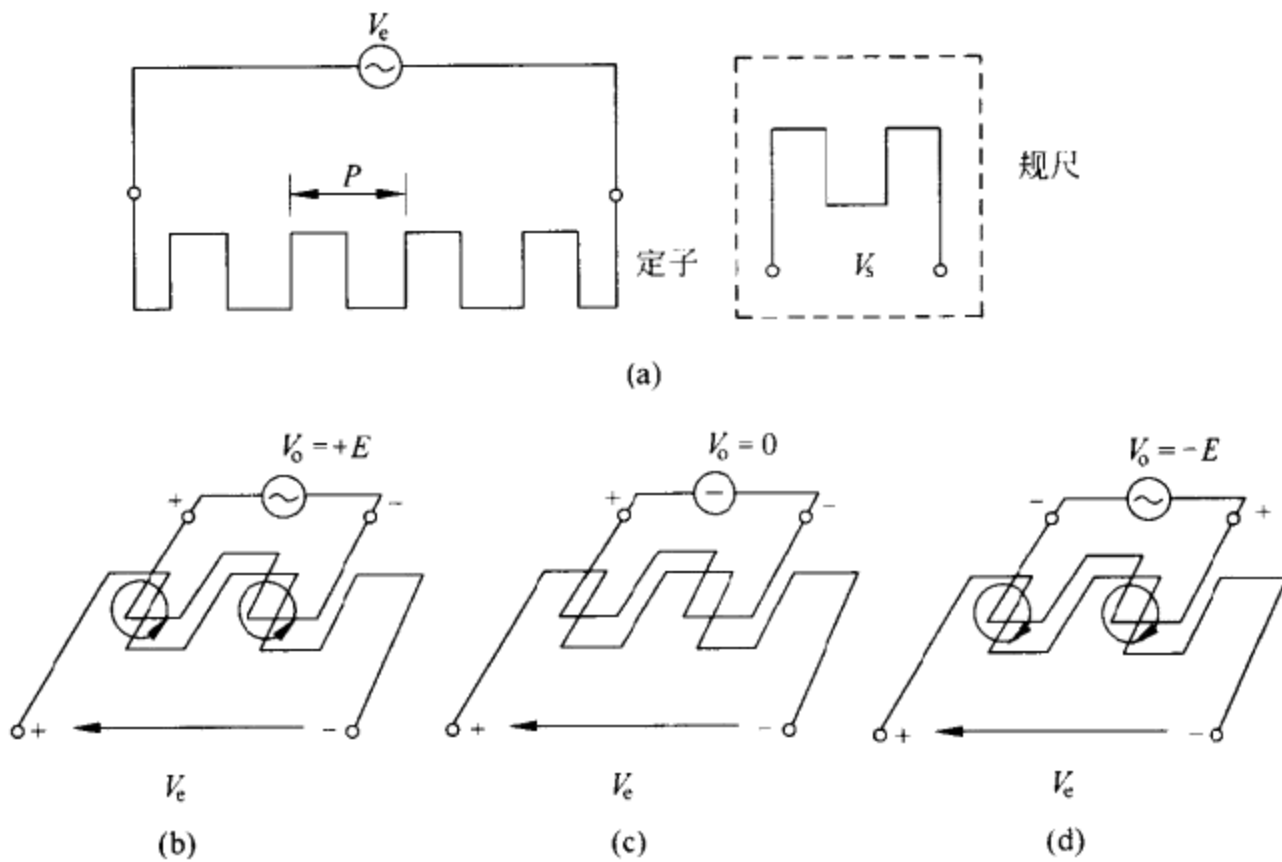 Ve
P
定子
Vs
规尺
(a)
Vo = +E
+ −
+ −
Ve
(b)
Vo = 0
+ −
+ −
Ve
(c)
Vo = −E
− +
+ −
Ve
(d)